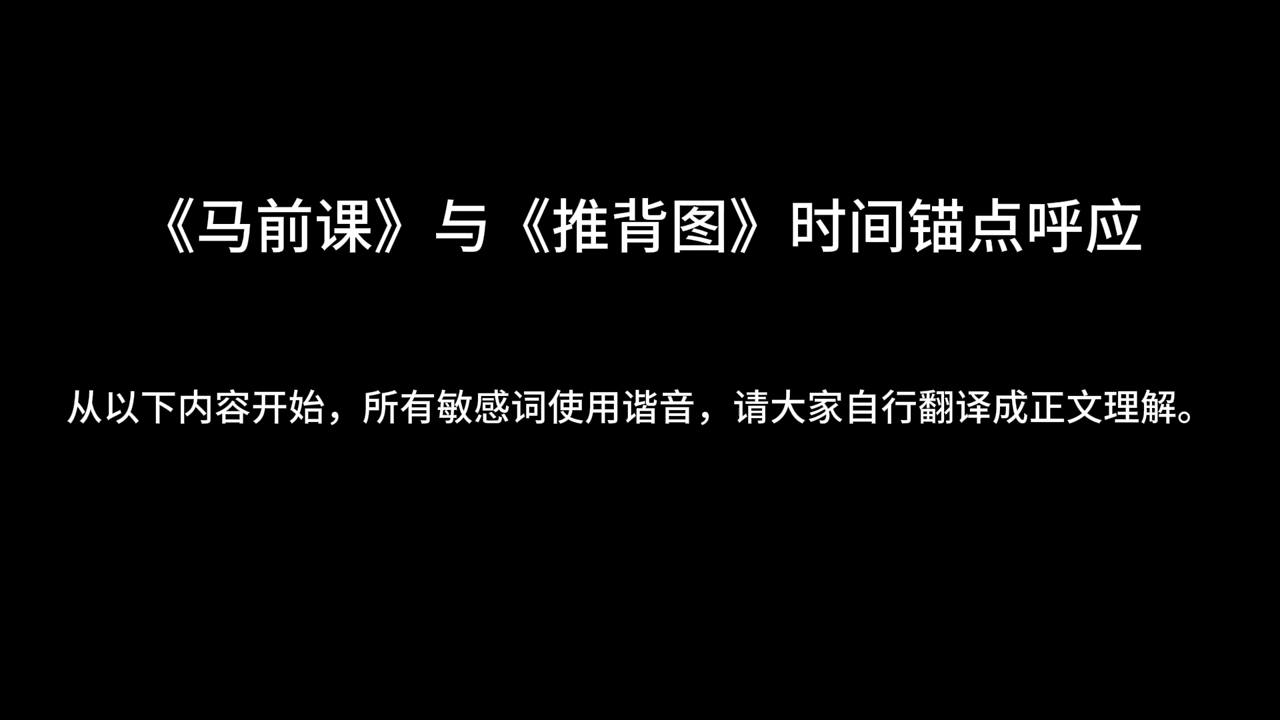 《马前课》与《推背图》时间锚点呼应
从以下内容开始，所有敏感词使用谐音，请大家自行翻译成正文理解。